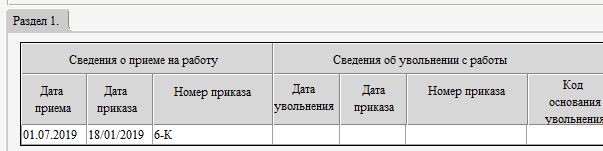 Раздел 1.
Сведения о приеме на работу Сведения об увольнении с работы
Дата приема Дата приказа Номер приказа Дата увольнения Дата приказа Номер приказа Код основания увольнения
01.07.2019 18/01/2019 6-К